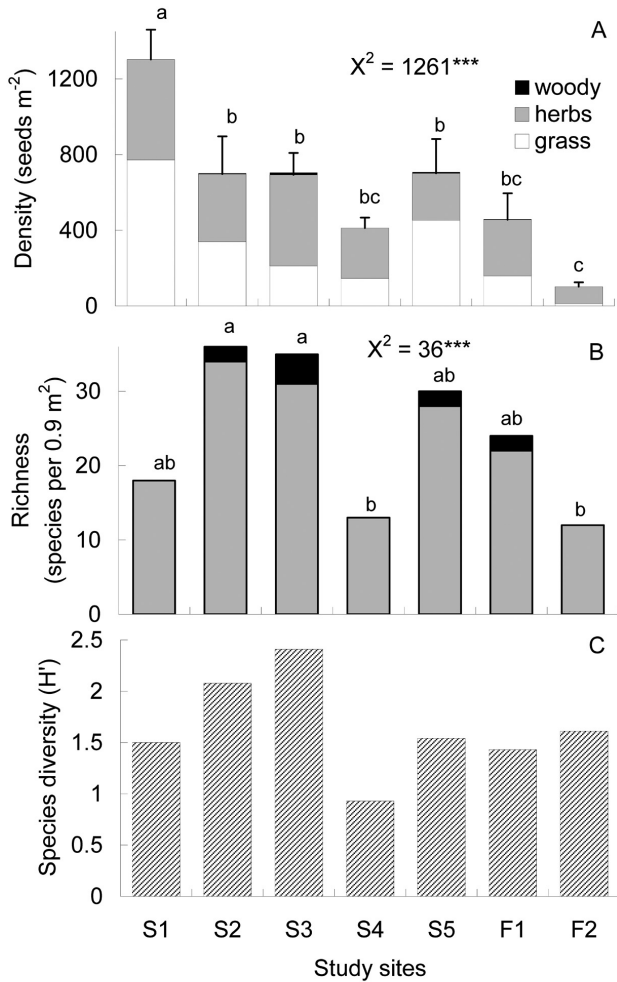 a
A
X² = 1261***
woody
herbs
grass
Density (seeds m⁻²)
1200
800
400
0
b
b
bc
b
bc
c
B
X² = 36***
Richness
(species per 0.9 m²)
30
20
10
0
ab
a
a
b
ab
ab
b
C
Species diversity (H')
2.5
2
1.5
1
0.5
0
S1 S2 S3 S4 S5 F1 F2
Study sites